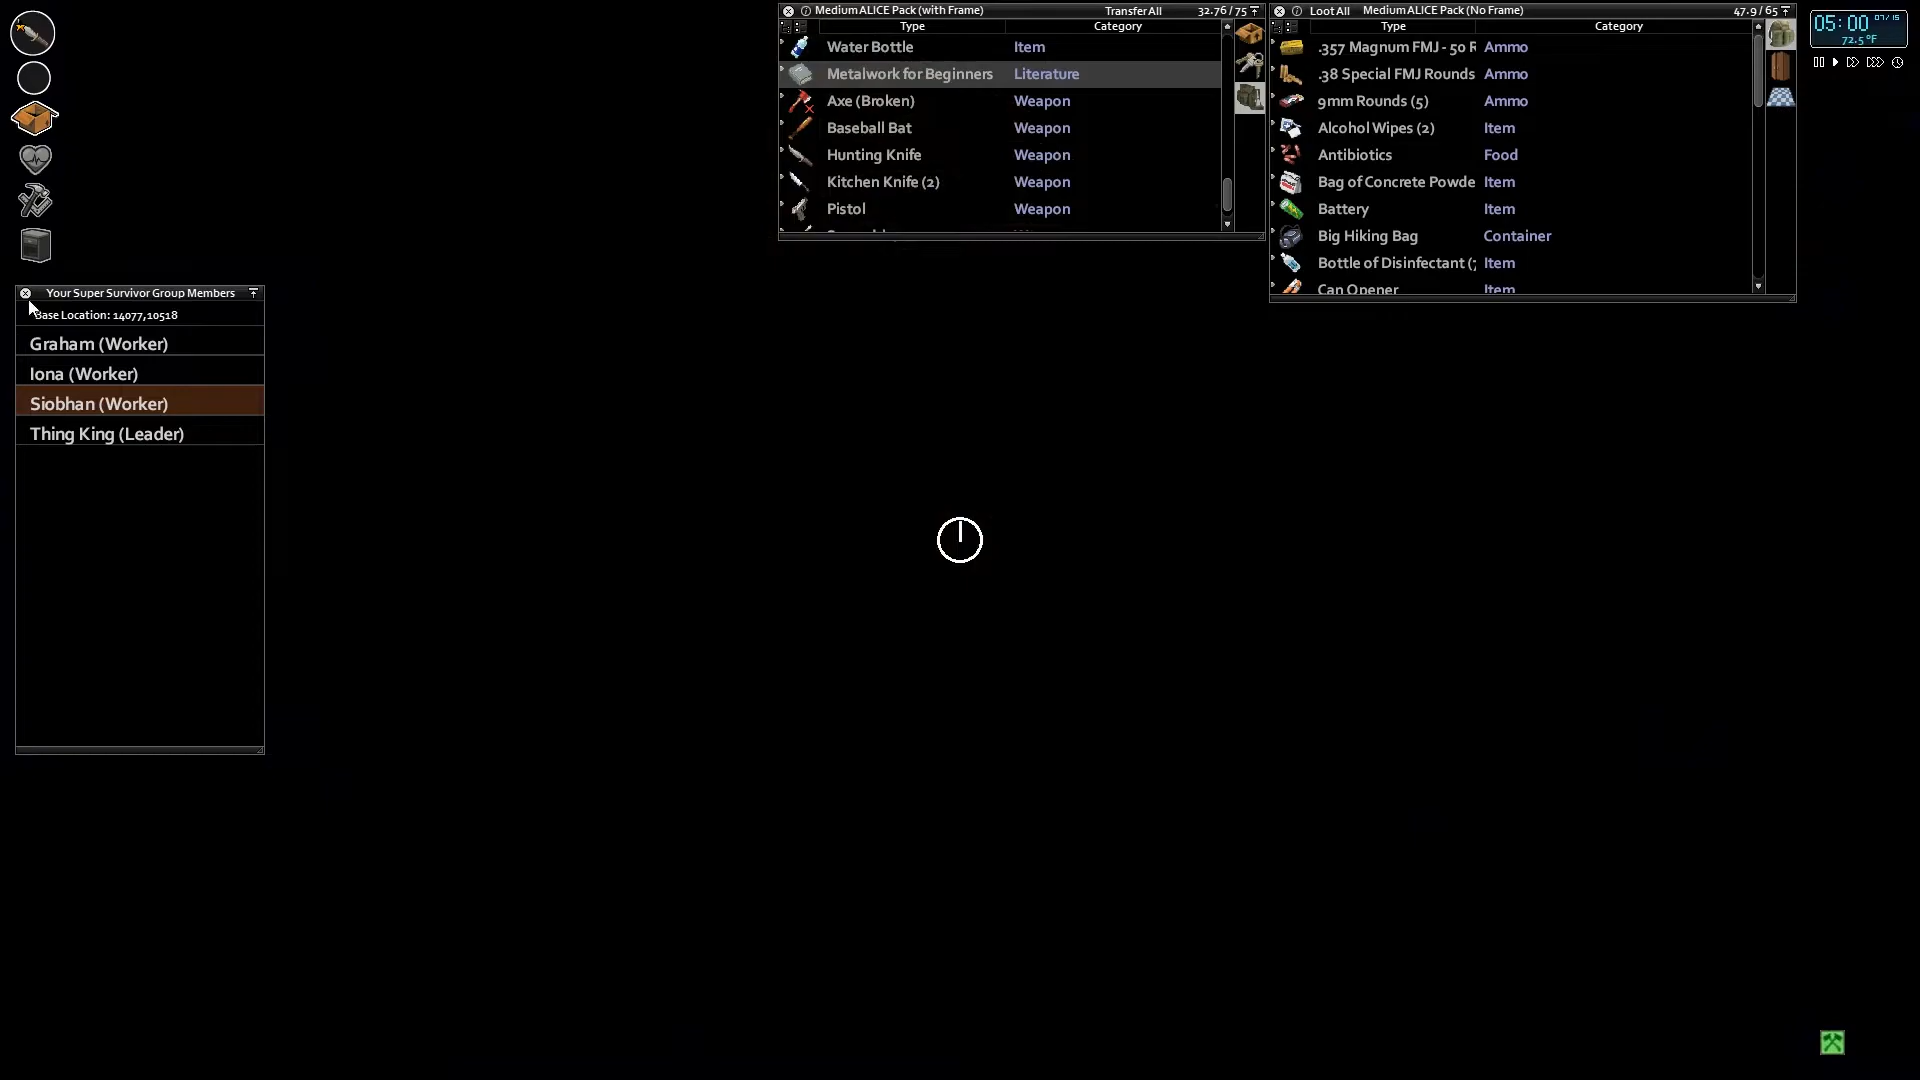 Medium ALICE Pack (with Frame) Transfer All 32.76 / 75
Type Category
Water Bottle Item
Metalwork for Beginners Literature
Axe (Broken) Weapon
Baseball Bat Weapon
Hunting Knife Weapon
Kitchen Knife (2) Weapon
Pistol Weapon
Loot All Medium ALICE Pack (No Frame) 47.9 / 65
Type Category
.357 Magnum FMJ - 50 R Ammo
.38 Special FMJ Rounds Ammo
9mm Rounds (5) Ammo
Alcohol Wipes (2) Item
Antibiotics Food
Bag of Concrete Powde Item
Battery Item
Big Hiking Bag Container
Bottle of Disinfectant (7 Item
Can Opener Item
05:00 07/15
72.5°F
Your Super Survivor Group Members
Base Location: 14077,10518
Graham (Worker)
Iona (Worker)
Siobhan (Worker)
Thing King (Leader)